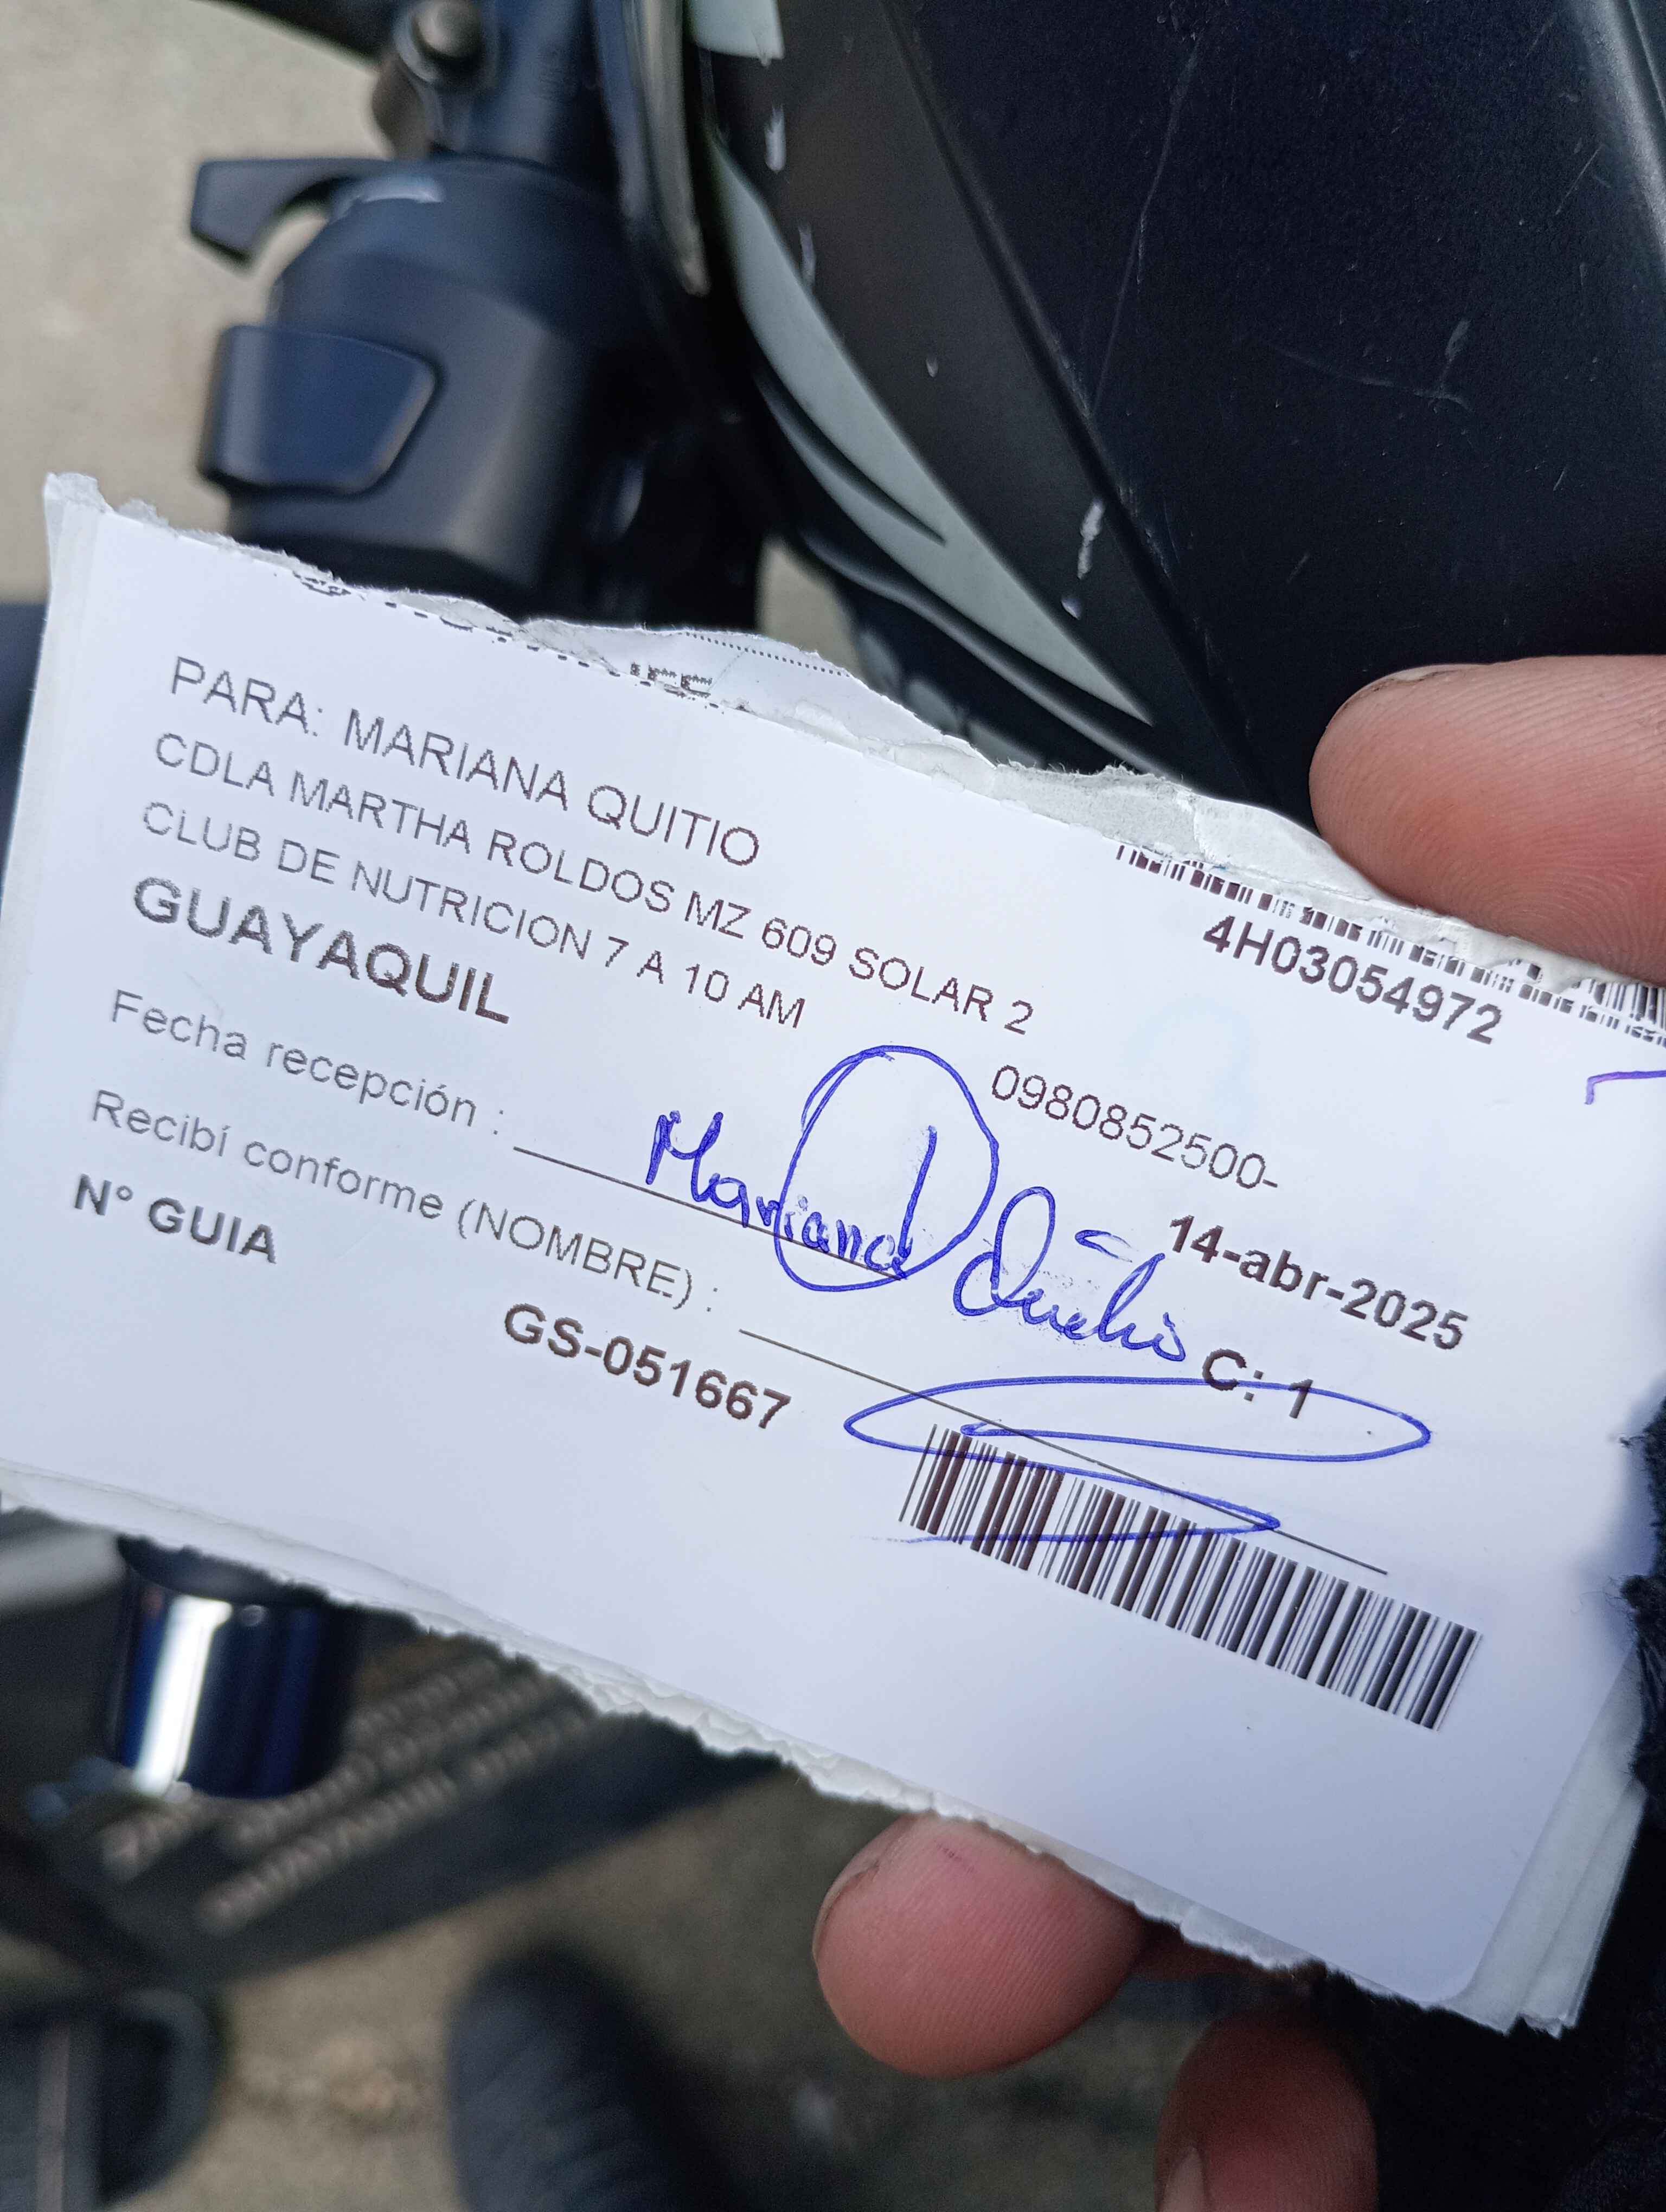 PARA: MARIANA QUITIO
CDLA MARTHA ROLDOS MZ 609 SOLAR 2
CLUB DE NUTRICION 7 A 10 AM
GUAYAQUIL
4H03054972
0980852500-
Fecha recepción :
14-abr-2025
Mariana Quitio
Recibí conforme (NOMBRE) :
C: 1
N° GUIA
GS-051667